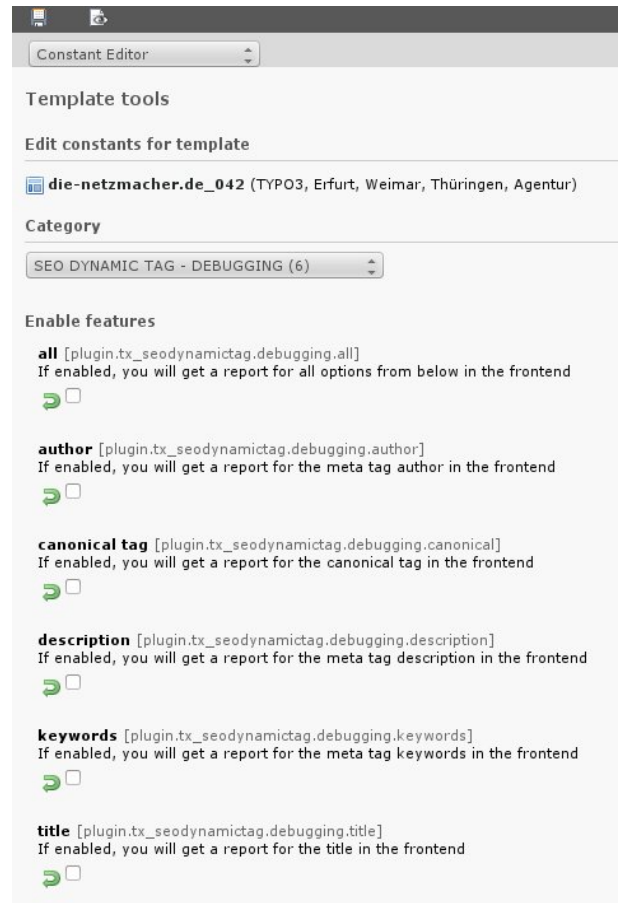 Constant Editor
Template tools
Edit constants for template
die-netzmacher.de_042 (TYPO3, Erfurt, Weimar, Thüringen, Agentur)
Category
SEO DYNAMIC TAG - DEBUGGING (6)
Enable features
all [plugin.tx_seodynamictag.debugging.all]
If enabled, you will get a report for all options from below in the frontend
author [plugin.tx_seodynamictag.debugging.author]
If enabled, you will get a report for the meta tag author in the frontend
canonical tag [plugin.tx_seodynamictag.debugging.canonical]
If enabled, you will get a report for the canonical tag in the frontend
description [plugin.tx_seodynamictag.debugging.description]
If enabled, you will get a report for the meta tag description in the frontend
keywords [plugin.tx_seodynamictag.debugging.keywords]
If enabled, you will get a report for the meta tag keywords in the frontend
title [plugin.tx_seodynamictag.debugging.title]
If enabled, you will get a report for the title in the frontend